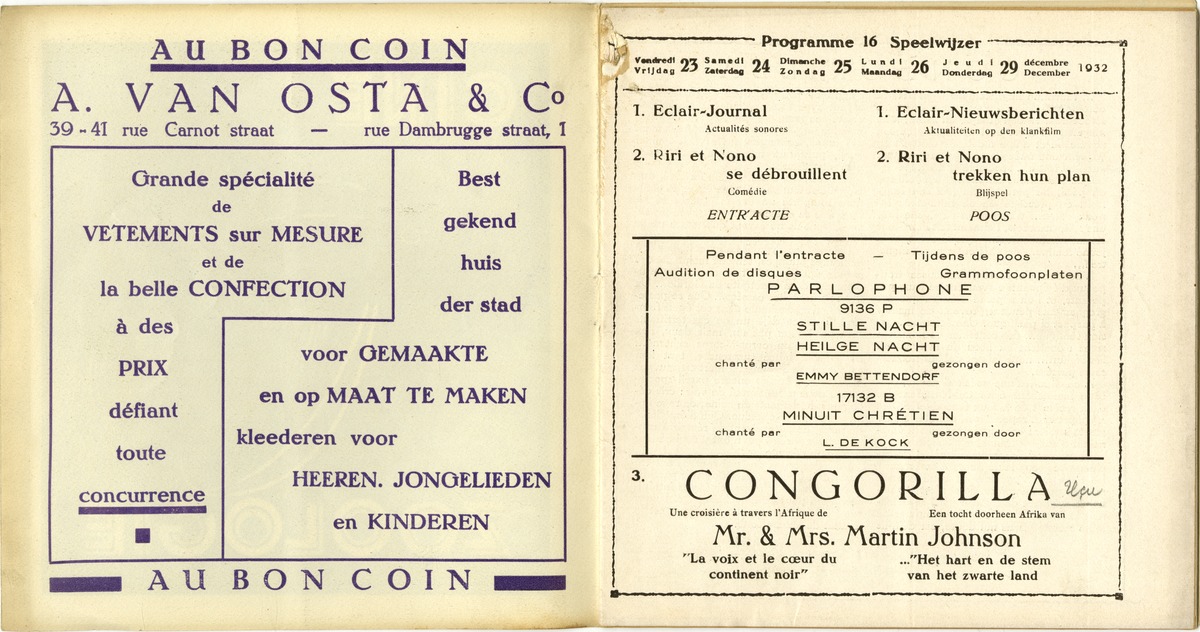 AU BON COIN
A. VAN OSTA & Co
39-41 rue Carnot straat — rue Dambrugge straat, 1
Grande spécialité
de
VETEMENTS sur MESURE
et de
la belle CONFECTION
à des
PRIX
défiant
toute
concurrence
Best
gekend
huis
der stad
voor GEMAAKTE
en op MAAT TE MAKEN
kleederen voor
HEEREN. JONGELIEDEN
en KINDEREN
AU BON COIN
Programme 16 Speelwijzer
Vendredi Vrijdag 23 Samedi Zaterdag 24 Dimanche Zondag 25 Lundi Maandag 26 Jeudi Donderdag 29 décembre December 1932
1. Eclair-Journal
Actualités sonores
2. Riri et Nono
se débrouillent
Comédie
ENTR'ACTE
1. Eclair-Nieuwsberichten
Aktualiteiten op den klankfilm
2. Riri et Nono
trekken hun plan
Blijspel
POOS
Pendant l'entracte — Tijdens de poos
Audition de disques Grammofoonplaten
PARLOPHONE
9136 P
STILLE NACHT
HEILGE NACHT
chanté par gezongen door
EMMY BETTENDORF
17132 B
MINUIT CHRÉTIEN
chanté par gezongen door
L. DE KOCK
3. CONGORILLA
Une croisière à travers l'Afrique de Een tocht doorheen Afrika van
Mr. & Mrs. Martin Johnson
"La voix et le cœur du
continent noir"
..."Het hart en de stem
van het zwarte land